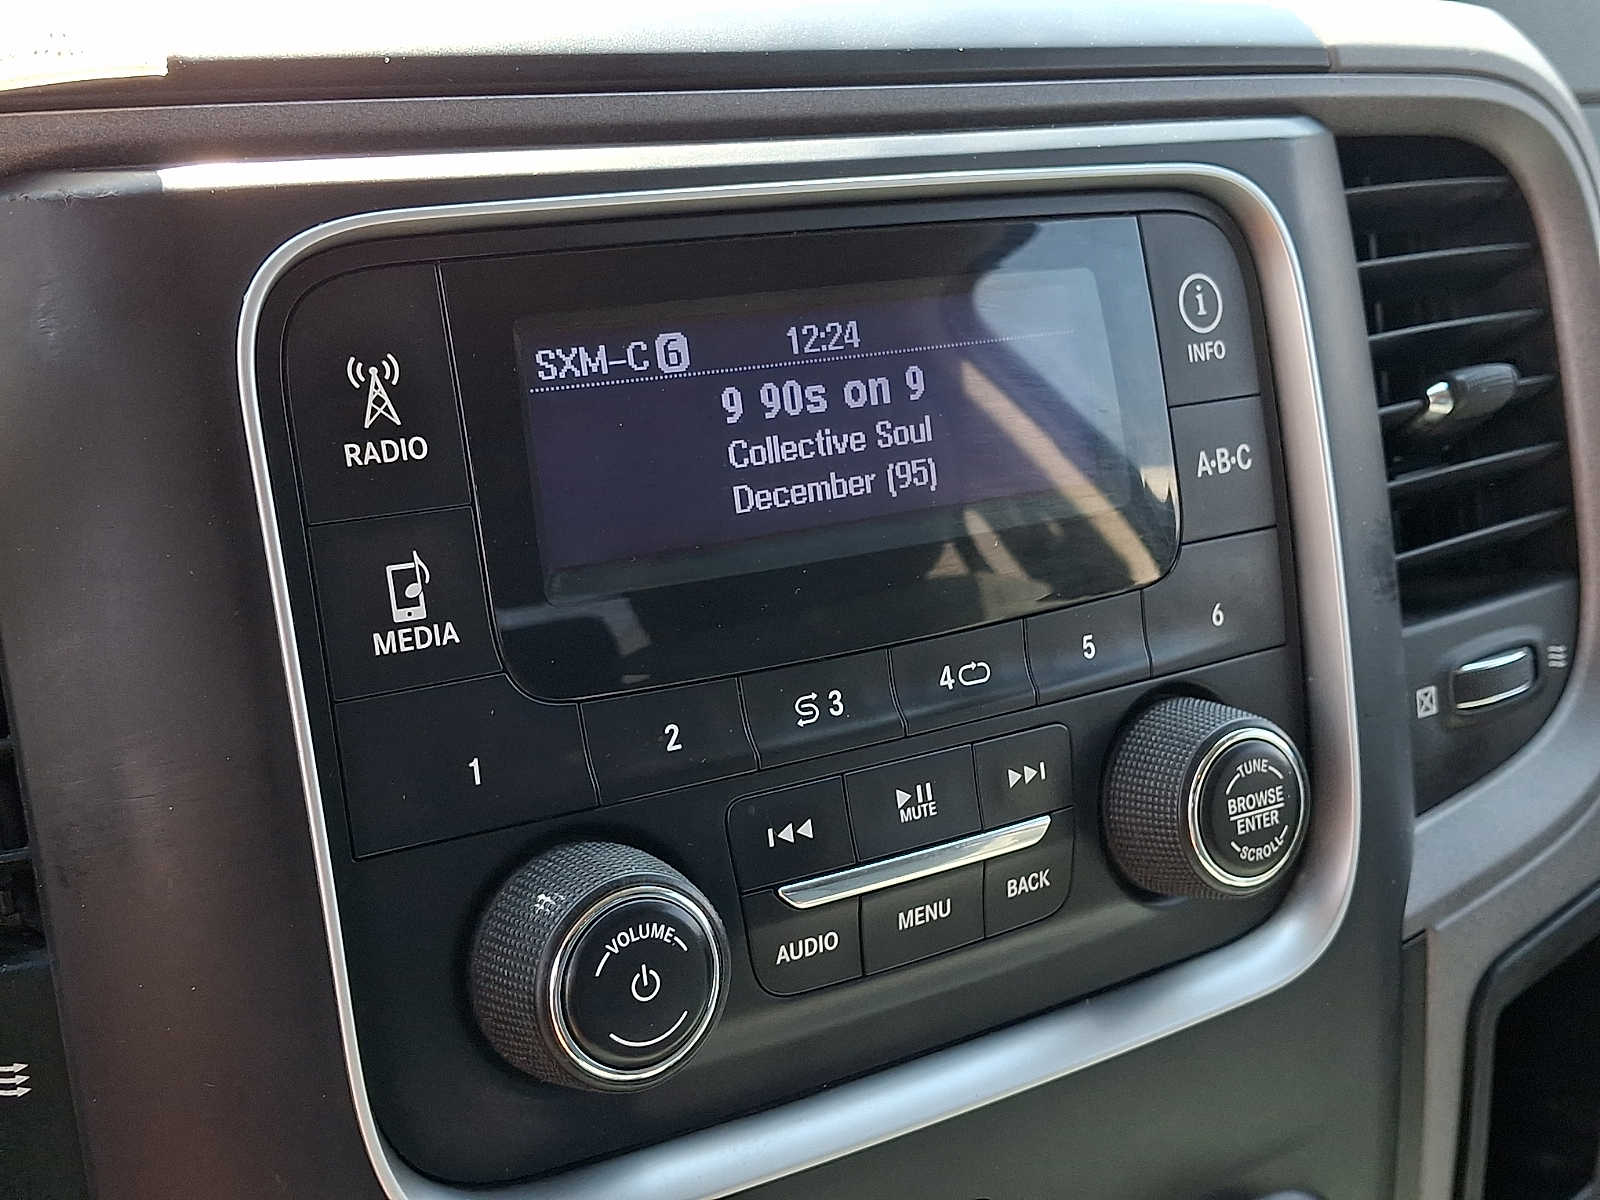 SXM-C 6 12:24
9 90s on 9
Collective Soul
December (95)
RADIO
MEDIA
i
INFO
A•B•C
1
2
3
4
5
6
MUTE
AUDIO
MENU
BACK
VOLUME
TUNE
BROWSE
ENTER
SCROLL